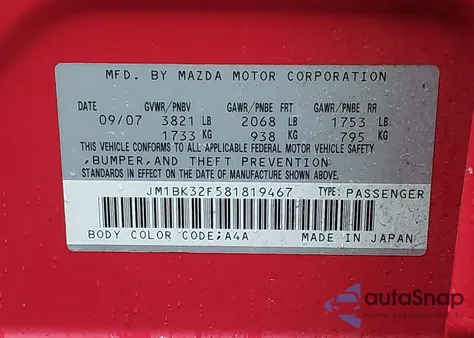 MFD. BY MAZDA MOTOR CORPORATION
GVWR/PNBV GAWR/PNBE FRT GAWR/PNBE RR
09/07 3821 LB 2068 LB 1753 LB
1733 KG 938 KG 795 KG
THIS VEHICLE CONFORMS TO ALL APPLICABLE
FEDERAL MOTOR VEHICLE SAFETY
,BUMPER, AND THEFT PREVENTION
STANDARDS IN EFFECT ON THE DATE OF MANUFACTURE
SHOWN ABOVE.
JM1BK32F581819467 TYPE: PASSENGER
BODY COLOR CODE;A4A MADE IN JAPAN
autoSnap